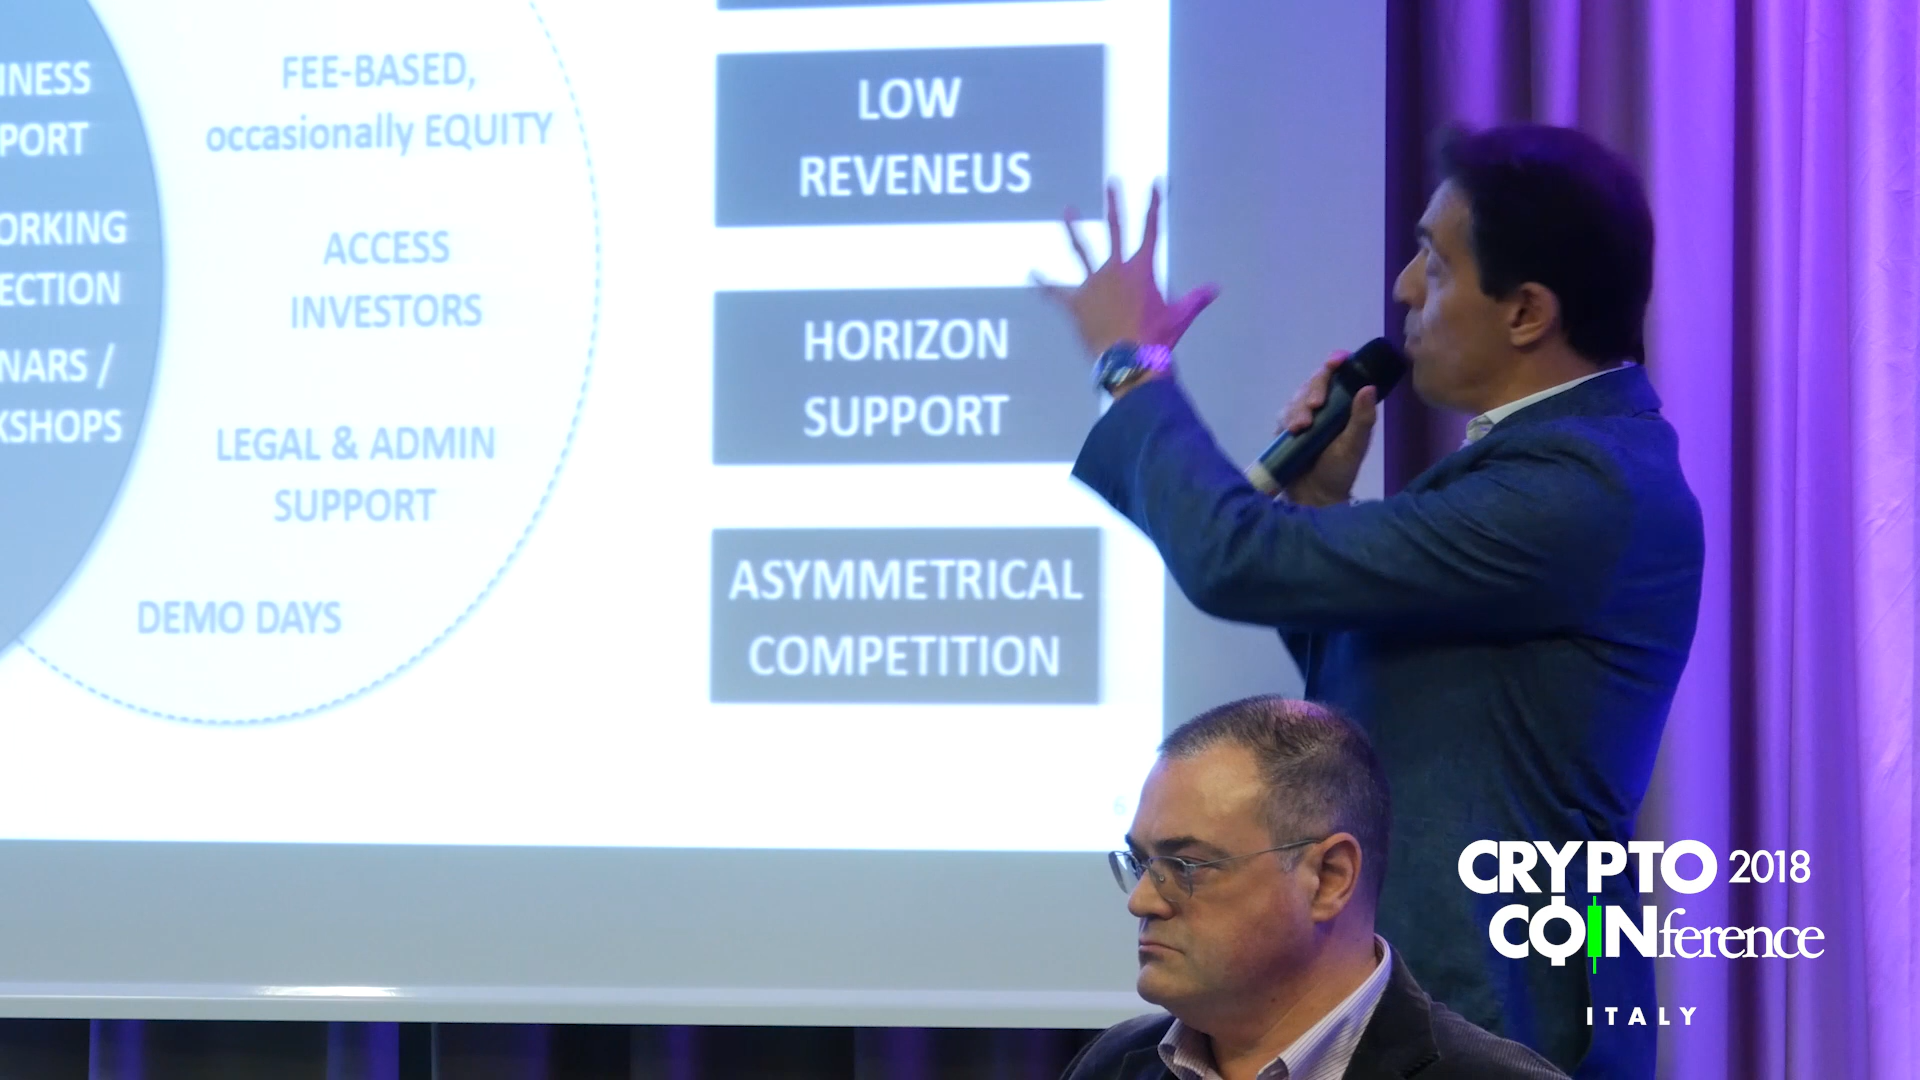 INESS
PORT
ORKING
ECTION
NARS /
KSHOPS
FEE-BASED,
occasionally EQUITY
ACCESS
INVESTORS
LEGAL & ADMIN
SUPPORT
DEMO DAYS
LOW
REVENEUS
HORIZON
SUPPORT
ASYMMETRICAL
COMPETITION
6
CRYPTO 2018
COINference
ITALY